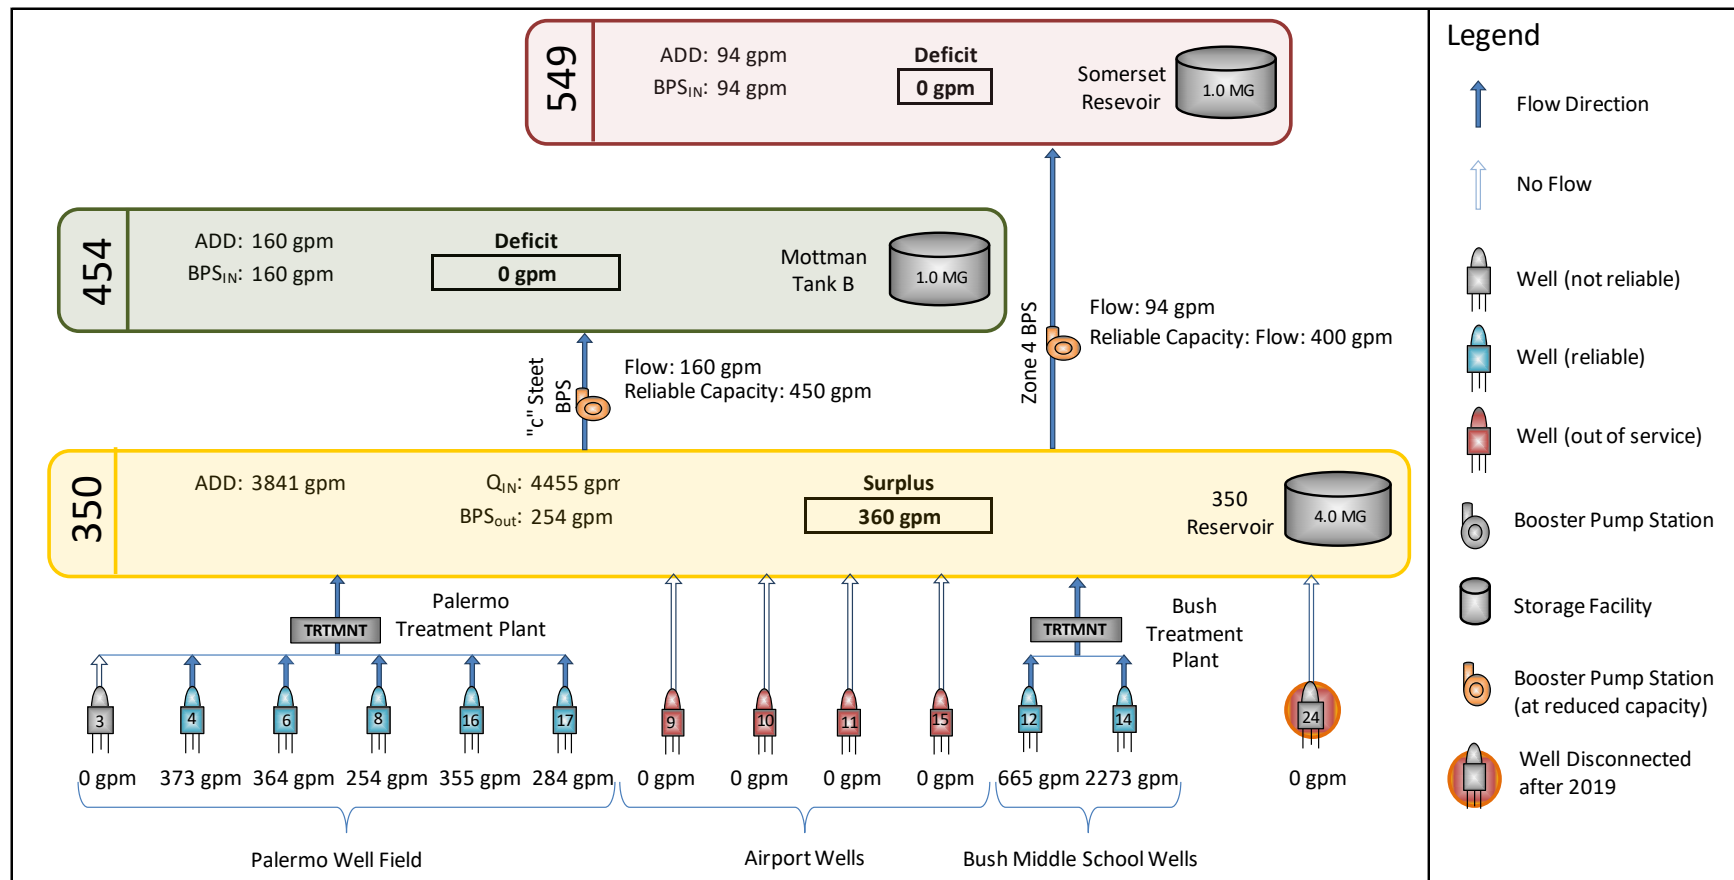 549
ADD: 94 gpm
BPSIN: 94 gpm
Deficit
0 gpm
Somerset
Resevoir
1.0 MG
454
ADD: 160 gpm
BPSIN: 160 gpm
Deficit
0 gpm
Mottman
Tank B
1.0 MG
"c" Steet
BPS
Flow: 160 gpm
Reliable Capacity: 450 gpm
Zone 4 BPS
Flow: 94 gpm
Reliable Capacity: Flow: 400 gpm
350
ADD: 3841 gpm
QIN: 4455 gpm
BPSout: 254 gpm
Surplus
360 gpm
350
Reservoir
4.0 MG
Palermo
Treatment Plant
TRTMNT
Bush
Treatment
Plant
TRTMNT
3 4 6 8 16 17 9 10 11 15 12 14 24
0 gpm 373 gpm 364 gpm 254 gpm 355 gpm 284 gpm 0 gpm 0 gpm 0 gpm 0 gpm 665 gpm 2273 gpm 0 gpm
Palermo Well Field
Airport Wells
Bush Middle School Wells
Legend
Flow Direction
No Flow
Well (not reliable)
Well (reliable)
Well (out of service)
Booster Pump Station
Storage Facility
Booster Pump Station
(at reduced capacity)
Well Disconnected
after 2019